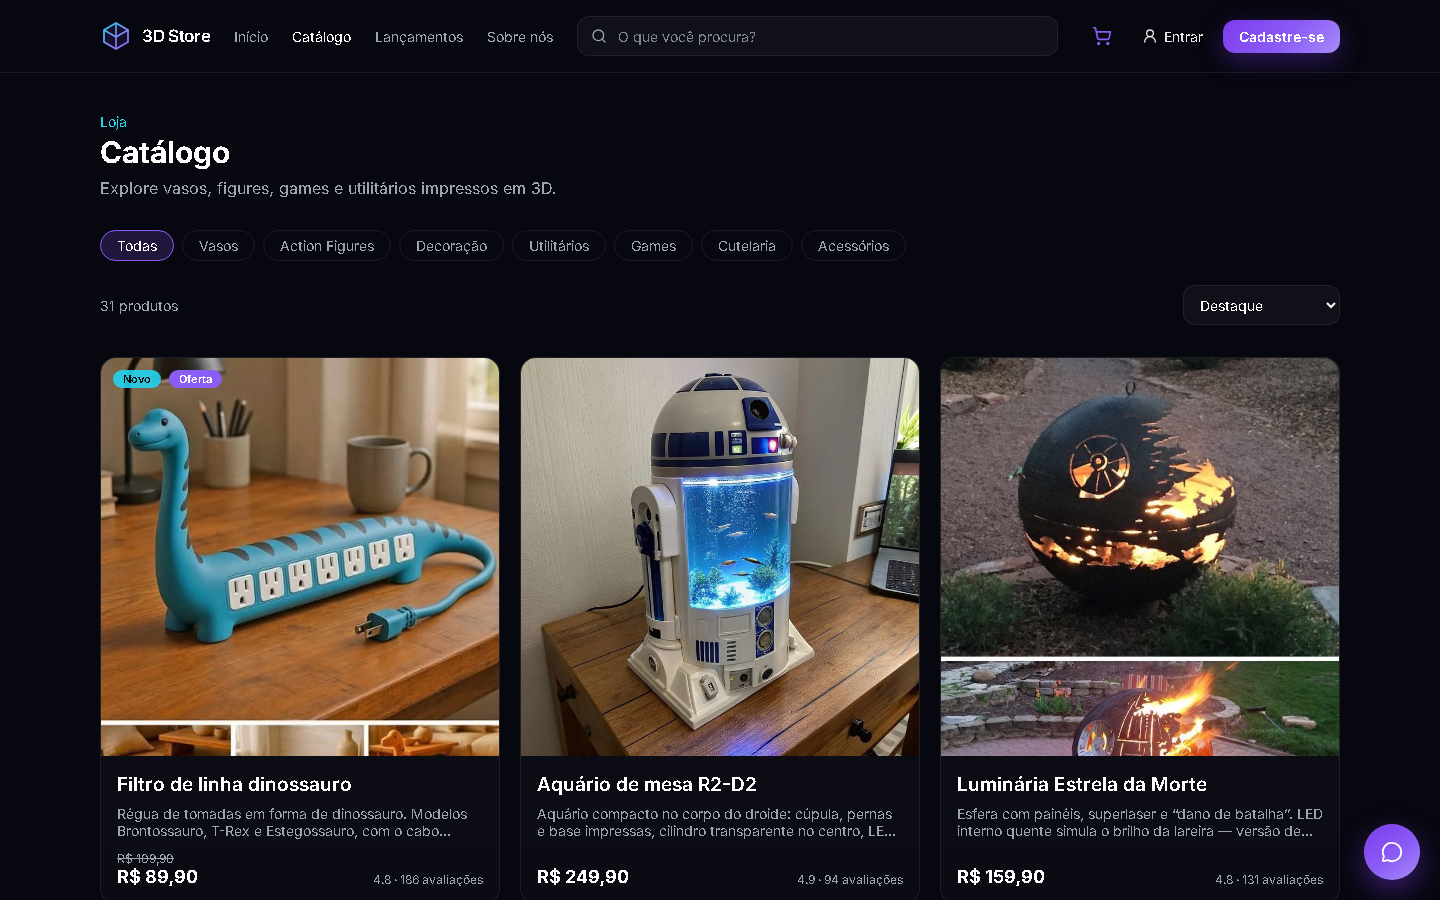 3D Store
Início
Catálogo
Lançamentos
Sobre nós
O que você procura?
Entrar
Cadastre-se
Loja
Catálogo
Explore vasos, figures, games e utilitários impressos em 3D.
Todas
Vasos
Action Figures
Decoração
Utilitários
Games
Cutelaria
Acessórios
31 produtos
Destaque
Novo
Oferta
Filtro de linha dinossauro
Régua de tomadas em forma de dinossauro. Modelos
Brontossauro, T-Rex e Estegossauro, com o cabo...
R$ 109,90
R$ 89,90
4.8 · 186 avaliações
Aquário de mesa R2-D2
Aquário compacto no corpo do droide: cúpula, pernas
e base impressas, cilindro transparente no centro, LE...
R$ 249,90
4.9 · 94 avaliações
Luminária Estrela da Morte
Esfera com painéis, superlaser e “dano de batalha”. LED
interno quente simula o brilho da lareira — versão de...
R$ 159,90
4.8 · 131 avaliações